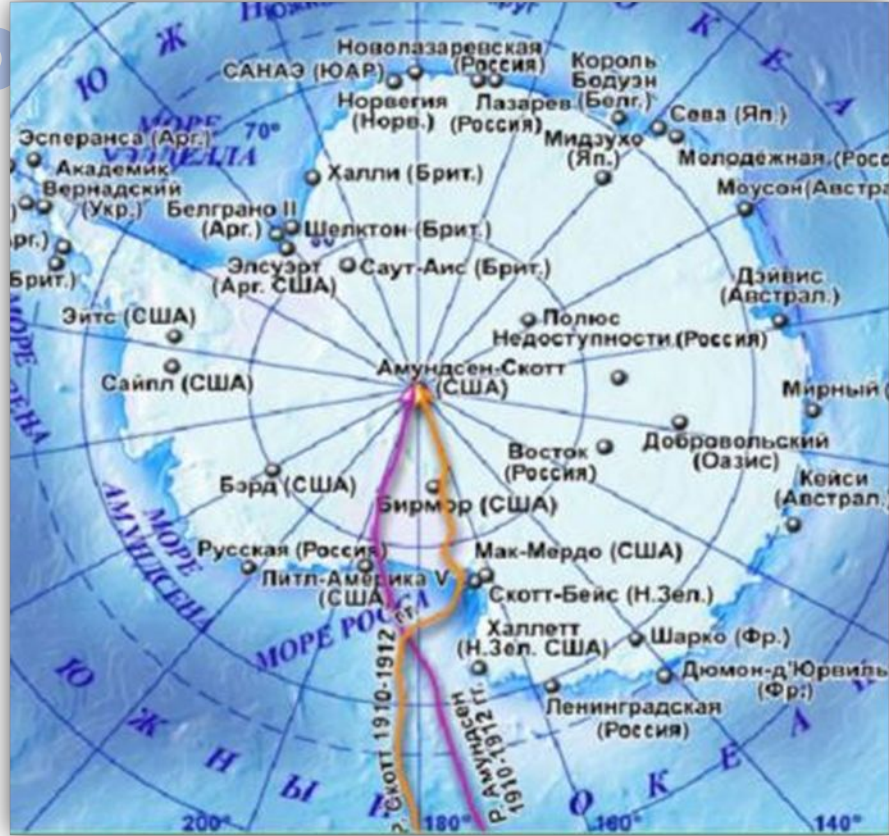 Ю Ж
О К Е А
Новолазаревская
(Россия)
САНАЭ (ЮАР)
Король
Бодуэн
(Белг.)
Норвегия
(Норв.)
Лазарев
(Россия)
Сева (Яп.)
МОРЕ
УЭДДЕЛЛА
70°
Эсперанса (Арг.)
Мидзухо
(Яп.)
Молодёжная (Росс
Академик
Вернадский
(Укр.)
Халли (Брит.)
Моусон (Австра
Белграно II
(Арг.)
Шелктон (Брит.)
)
рг.)
Брит.)
Элсуэрт
(Арг. США)
Саут-Аис (Брит.)
Дэйвис
(Австрал.)
Эйтс (США)
Полюс
Недоступности (Россия)
МОРЕ
Сайпл (США)
Амундсен-Скотт
(США)
Мирный (
Добровольский
(Оазис)
Восток
(Россия)
Бэрд (США)
Бирмор (США)
Кейси
(Австрал.
МОРЕ
АМУНДСЕНА
Русская (Россия)
Мак-Мердо (США)
Литл-Америка V
(США)
Скотт-Бейс (Н.Зел.)
МОРЕ РОССА
Халлетт
(Н.Зел. США)
Шарко (Фр.)
Дюмон-д'Юрвиль
(Фр.)
Ленинградская
(Россия)
Р. Скотт 1910-1912 гг.
Р. Амундсен
1910-1912 гг.
Ю Ж Н Ы Й
О К Е А Н
200°
180°
160°
140°